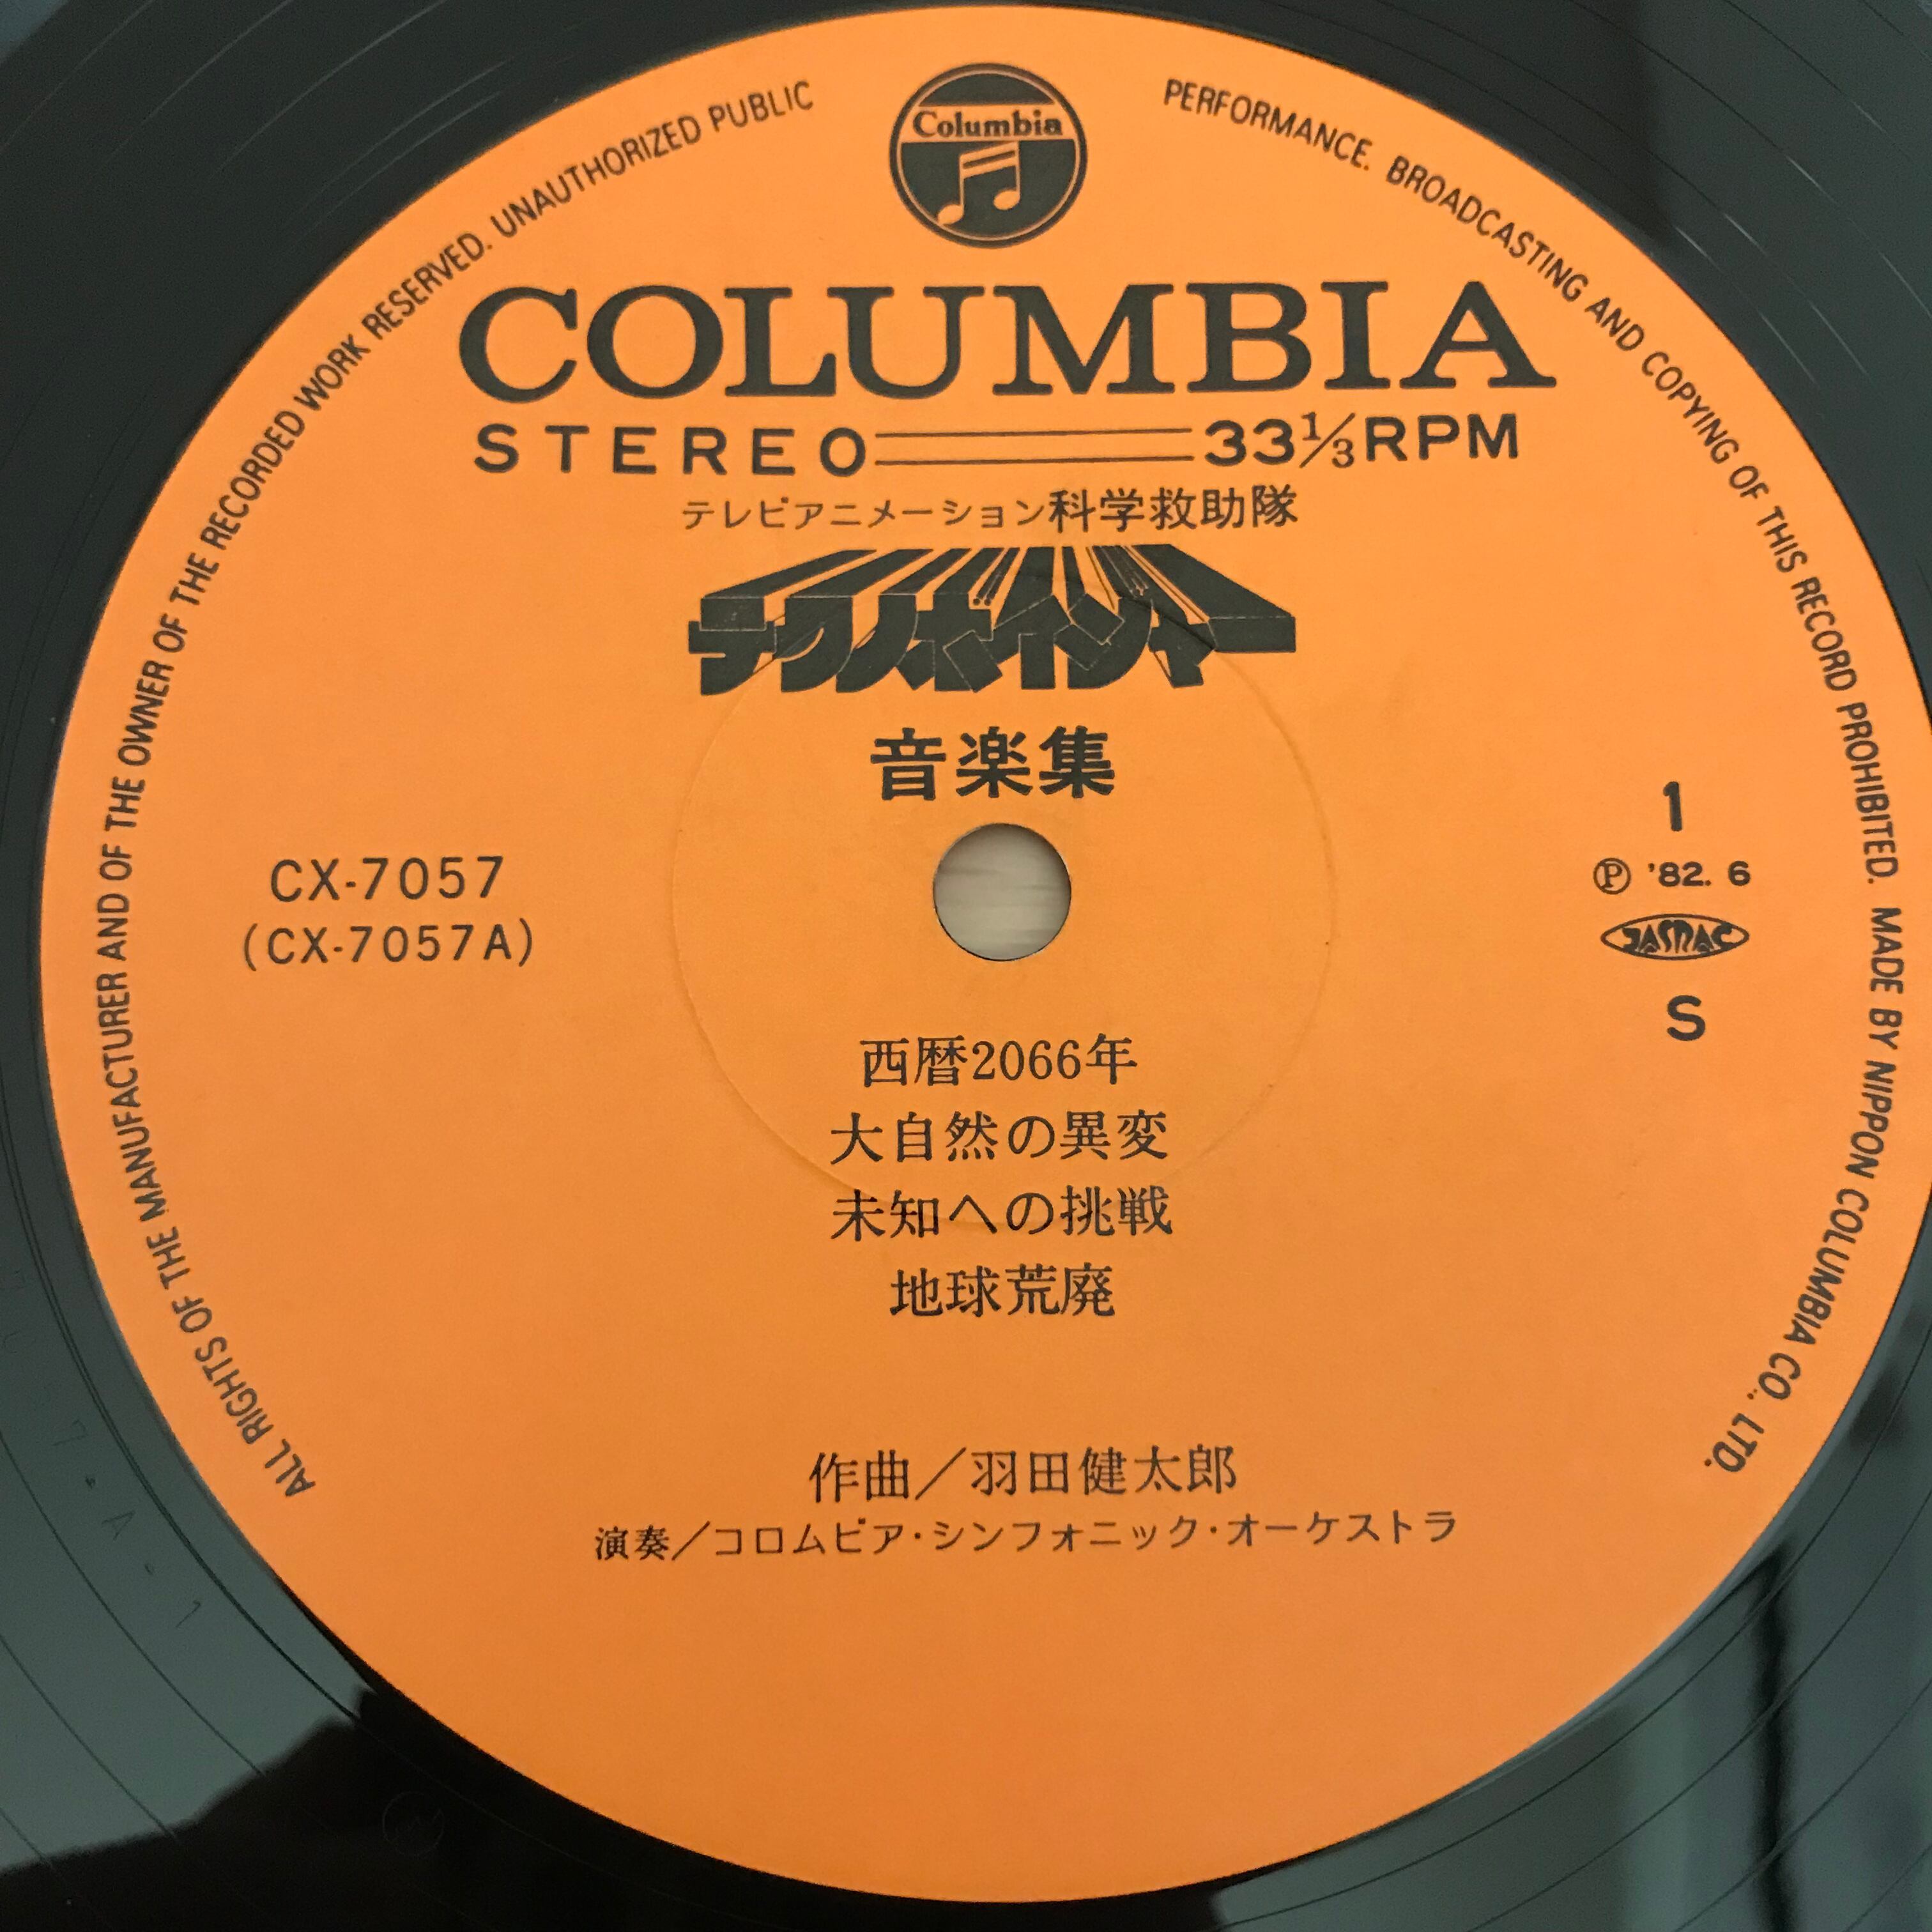 ALL RIGHTS OF THE MANUFACTURER AND OF THE OWNER OF THE RECORDED WORK RESERVED. UNAUTHORIZED PUBLIC PERFORMANCE. BROADCASTING AND COPYING OF THIS RECORD PROHIBITED. MADE BY NIPPON COLUMBIA CO., LTD.
Columbia
COLUMBIA
STEREO 33⅓RPM
テレビアニメーション科学救助隊
テクノボイジャー
音楽集
CX-7057
(CX-7057A)
1
Ⓟ '82. 6
JASRAC
S
西暦2066年
大自然の異変
未知への挑戦
地球荒廃
作曲／羽田健太郎
演奏／コロムビア・シンフォニック・オーケストラ